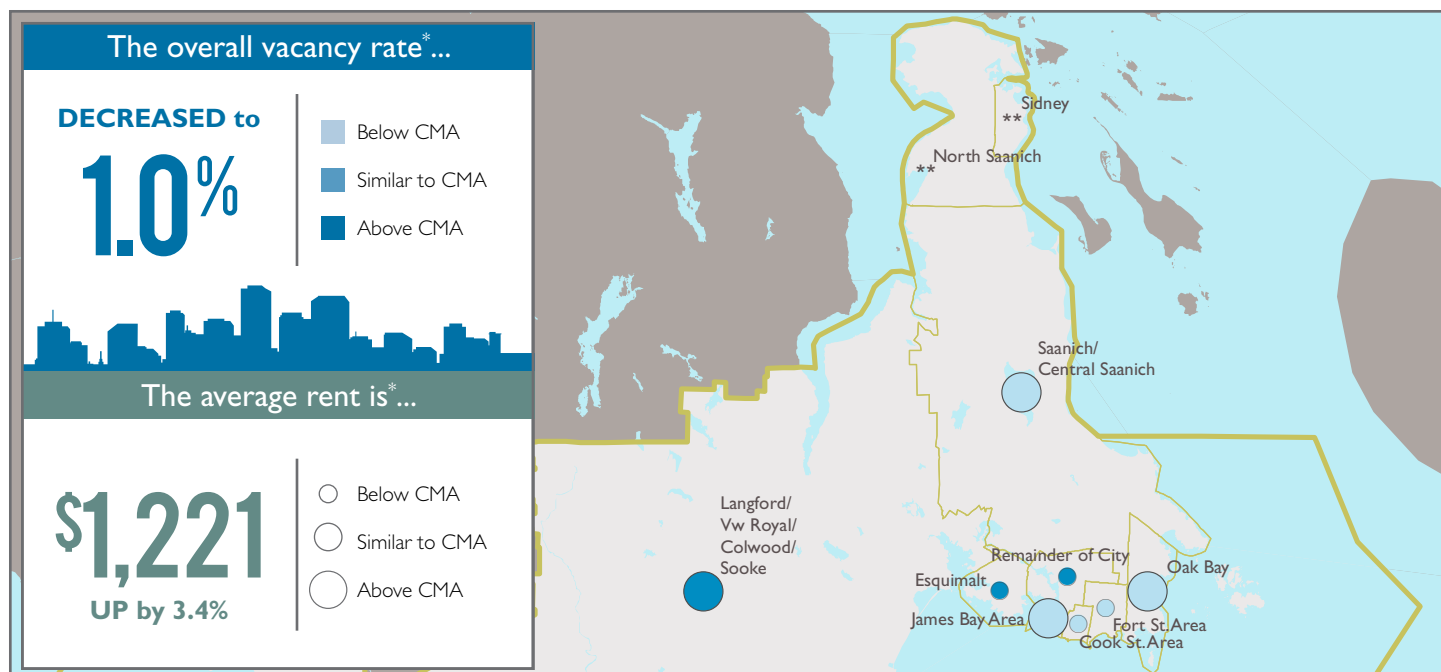 The overall vacancy rate*...
DECREASED to
1.0%
Below CMA
Similar to CMA
Above CMA
The average rent is*...
$1,221
UP by 3.4%
Below CMA
Similar to CMA
Above CMA
Sidney
**
North Saanich
**
Saanich/
Central Saanich
Langford/
Vw Royal/
Colwood/
Sooke
Remainder of City
Esquimalt
Oak Bay
James Bay Area
Fort St. Area
Cook St. Area